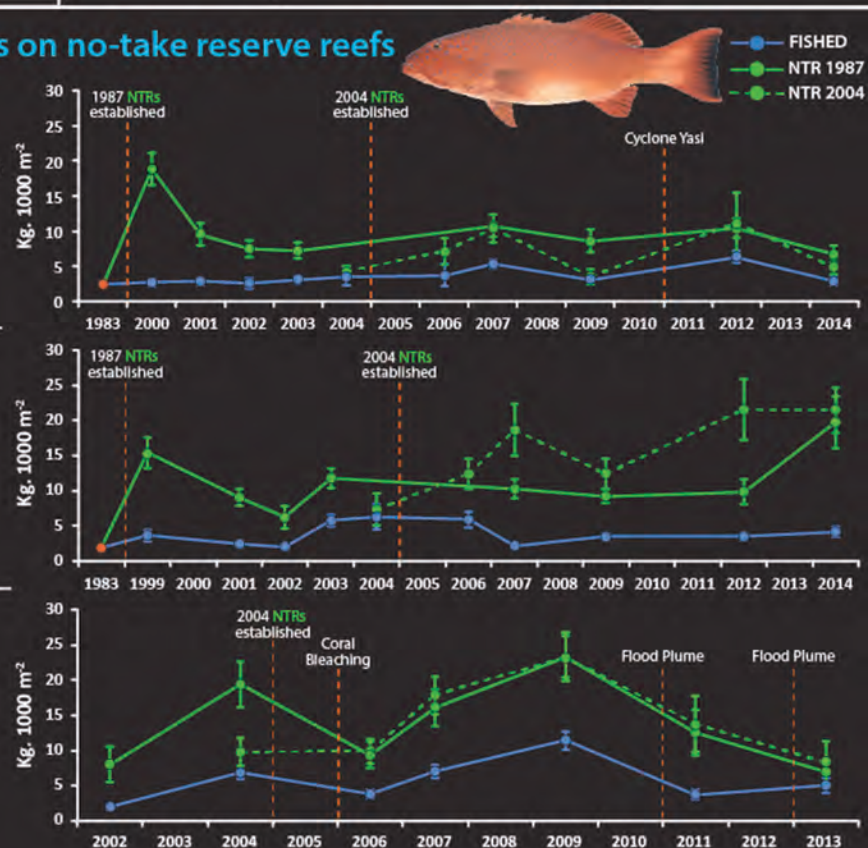 s on no-take reserve reefs
FISHED
NTR 1987
NTR 2004
Kg. 1000 m-2
30
25
20
15
10
5
0
1987 NTRs
established
2004 NTRs
established
Cyclone Yasi
1983 2000 2001 2002 2003 2004 2005 2006 2007 2008 2009 2010 2011 2012 2014
Kg. 1000 m-2
30
25
20
15
10
5
0
1987 NTRs
established
2004 NTRs
established
1983 1999 2000 2001 2002 2003 2004 2005 2006 2007 2008 2009 2010 2012 2013 2014
Kg. 1000 m-2
30
25
20
15
10
5
0
2004 NTRs
established
Coral
Bleaching
Flood Plume
Flood Plume
2002 2003 2004 2005 2006 2007 2008 2009 2010 2011 2012 2013